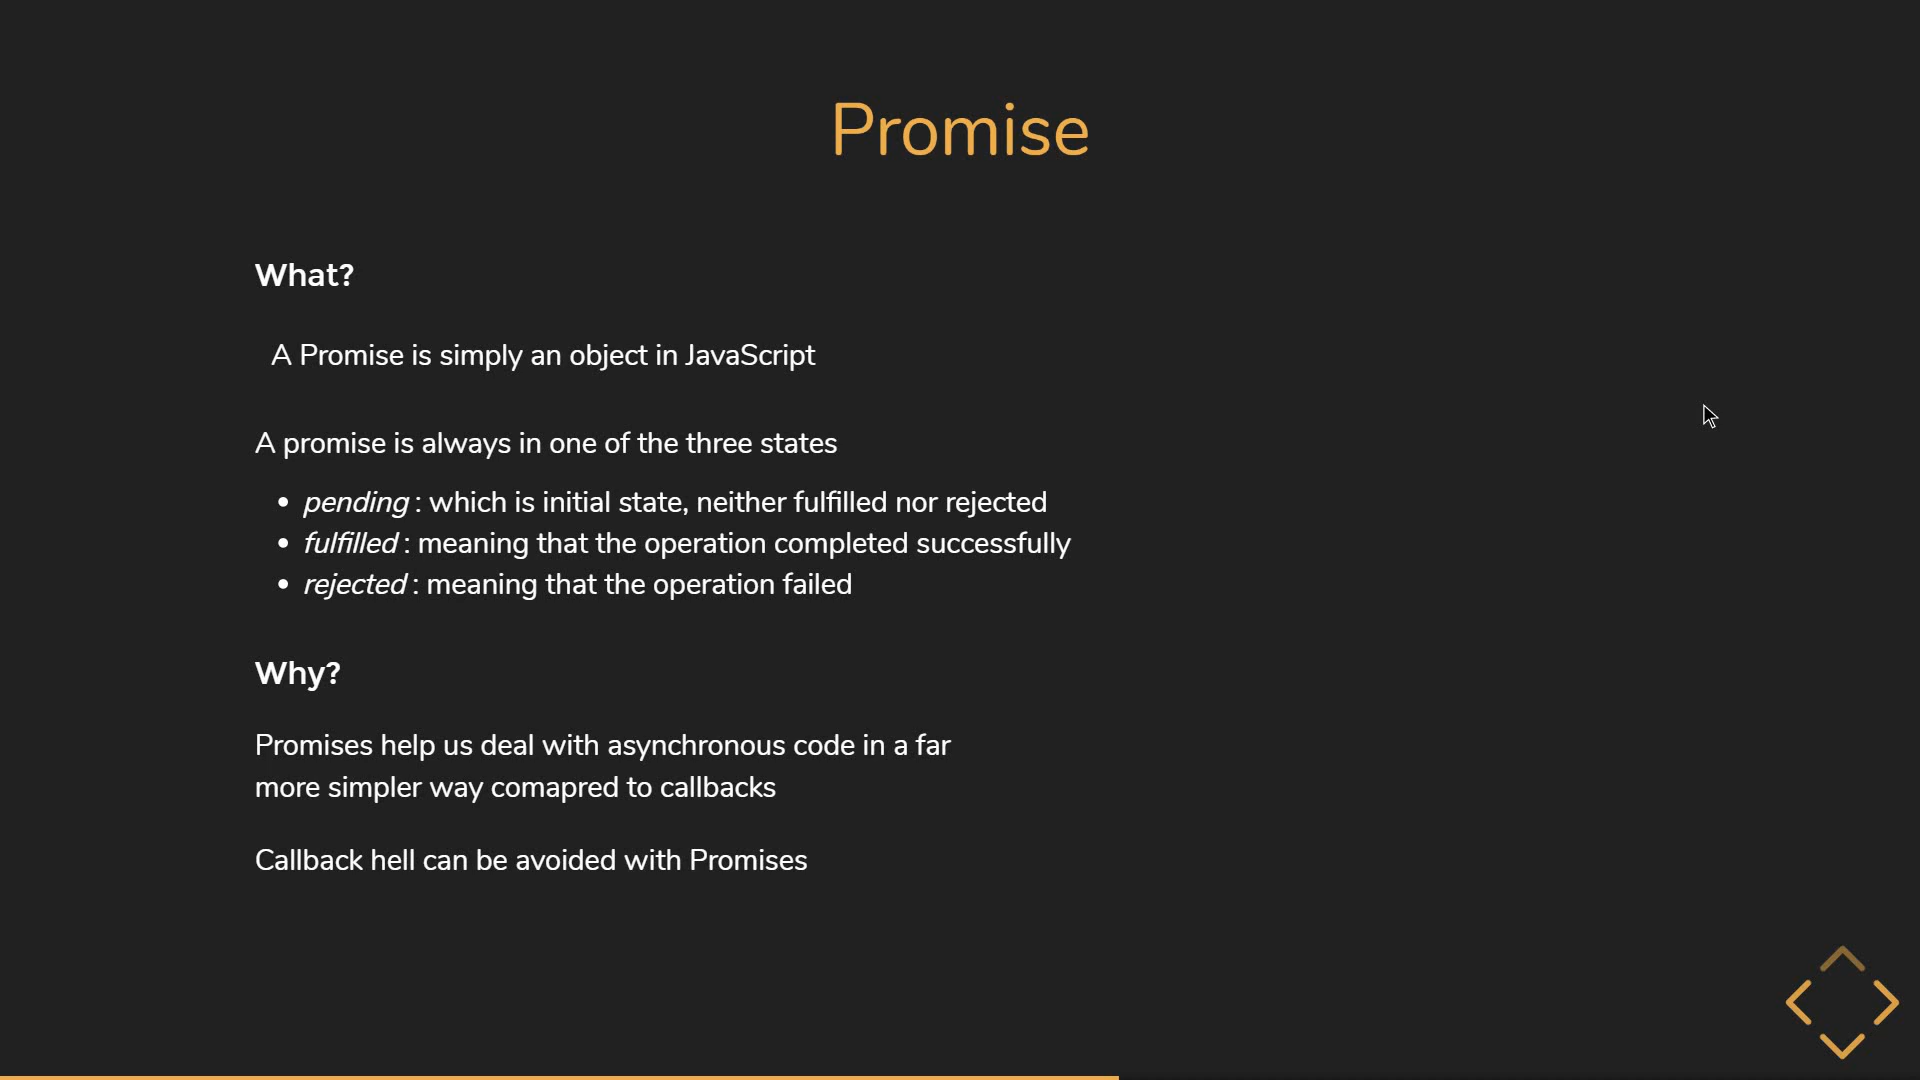 Promise
What?
A Promise is simply an object in JavaScript
A promise is always in one of the three states
• pending : which is initial state, neither fulfilled nor rejected
• fulfilled : meaning that the operation completed successfully
• rejected : meaning that the operation failed
Why?
Promises help us deal with asynchronous code in a far
more simpler way comapred to callbacks
Callback hell can be avoided with Promises